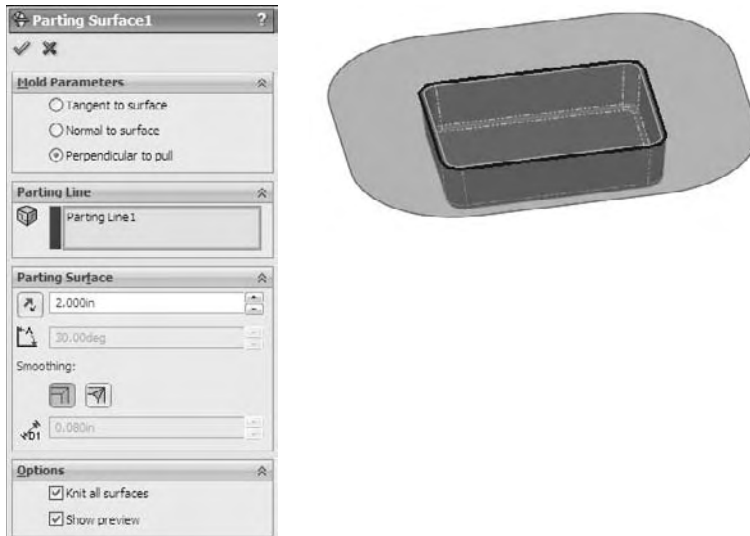 Parting Surface1 ?
Mold Parameters
Tangent to surface
Normal to surface
Perpendicular to pull
Parting Line
Parting Line1
Parting Surface
2.000in
30.00deg
Smoothing:
D1 0.080in
Options
Knit all surfaces
Show preview